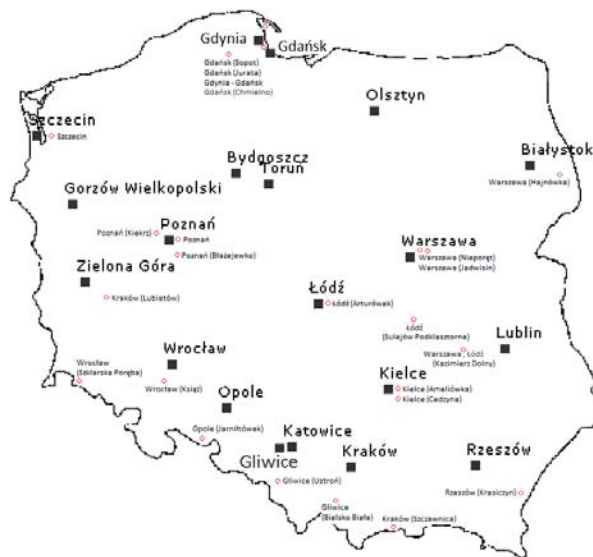 Gdynia
Gdańsk
Gdańsk (Sopot)
Gdańsk (Jurata)
Gdynia - Gdańsk
Gdańsk (Chmielno)
Olsztyn
Szczecin
Szczecin
Białystok
Warszawa (Hajnówka)
Bydgoszcz
Toruń
Gorzów Wielkopolski
Poznań
Poznań (Kiekrz)
Poznań
Poznań (Błażejewko)
Warszawa
Warszawa (Nieporęt)
Warszawa (Jadwisin)
Zielona Góra
Kraków (Lubiatów)
Łódź
Łódź (Arturówek)
Łódź
(Sulejów Podklasztorna)
Lublin
Warszawa, Łódź
(Kazimierz Dolny)
Wrocław
Wrocław
(Szklarska Poręba)
Wrocław (Książ)
Kielce
Kielce (Ameliówka)
Kielce (Cedzyna)
Opole
Opole (Jarnłtówek)
Katowice
Gliwice
Kraków
Rzeszów
Gliwice (Ustroń)
Rzeszów (Krasiczyn)
Gliwice
(Bielsko Biała)
Kraków (Szczawnica)